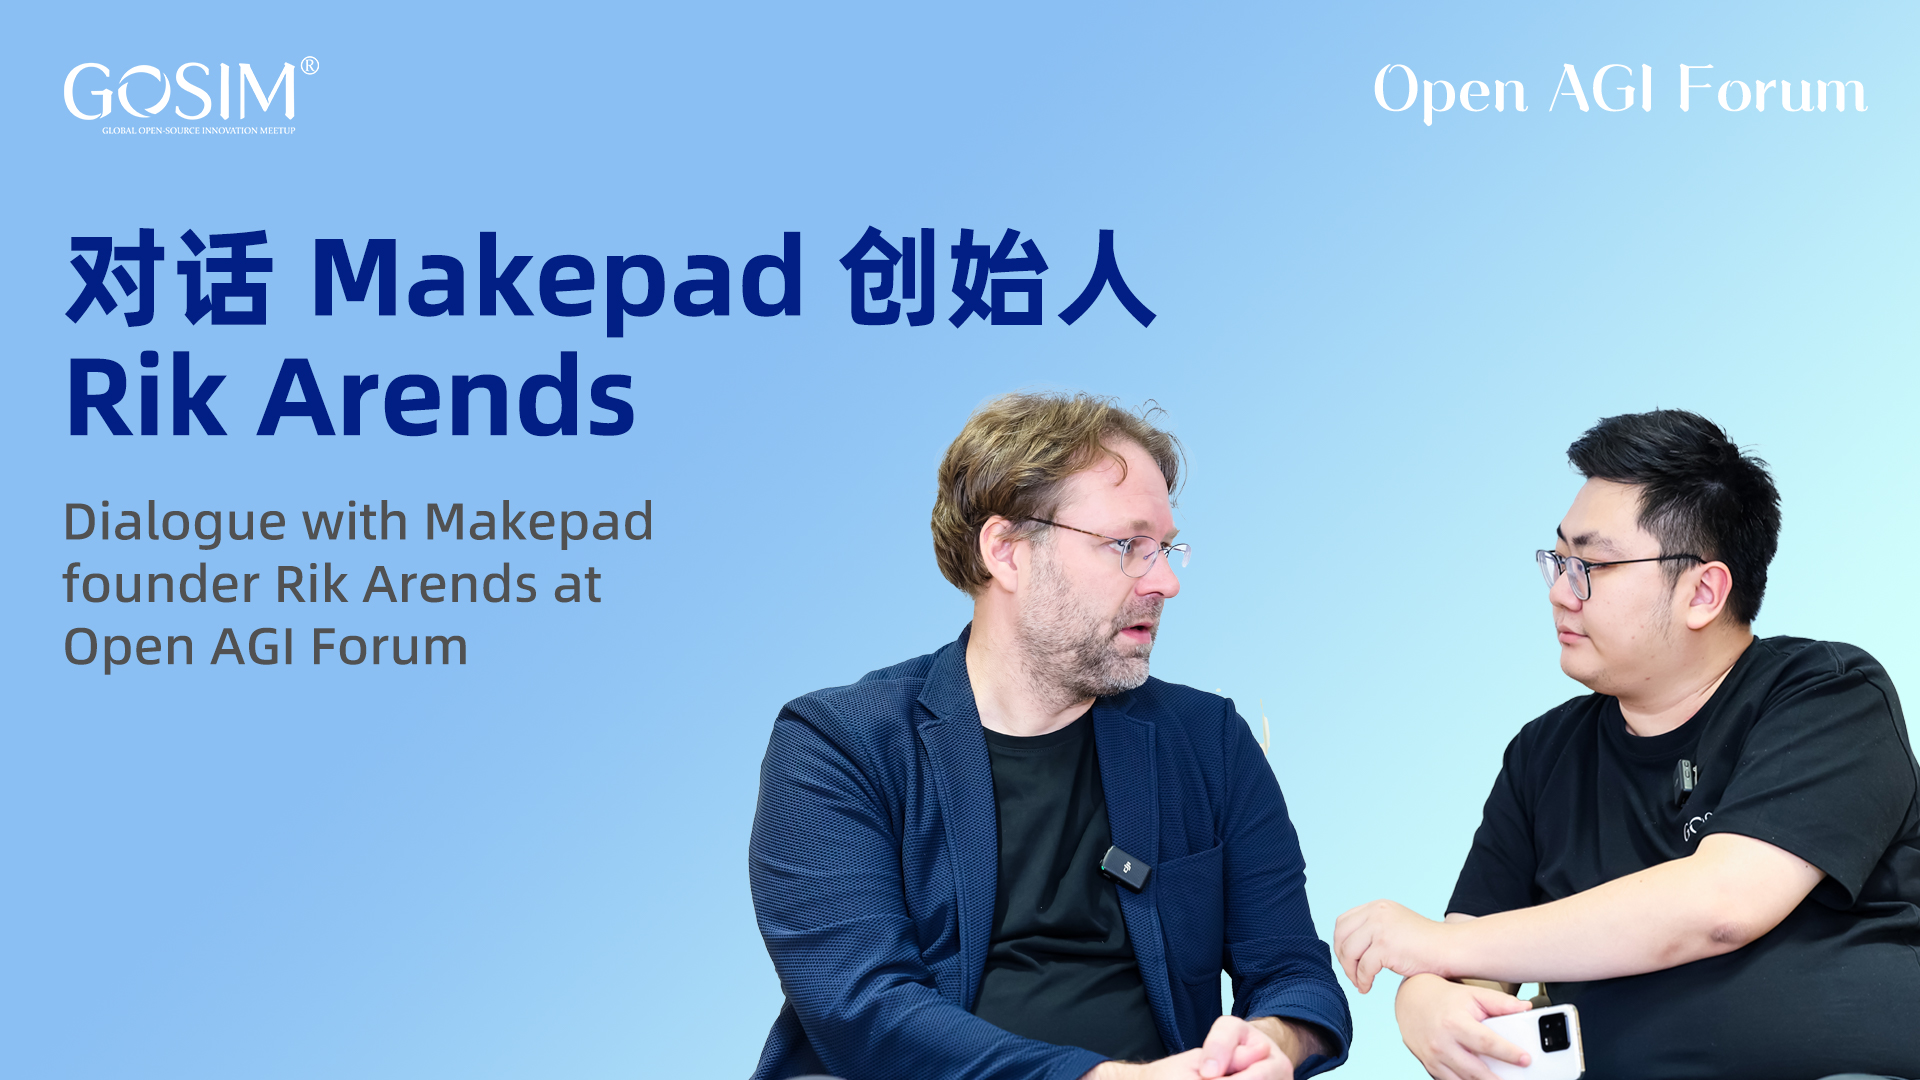 GOSIM®
GLOBAL OPEN-SOURCE INNOVATION MEETUP
Open AGI Forum
对话 Makepad 创始人
Rik Arends
Dialogue with Makepad
founder Rik Arends at
Open AGI Forum
dji